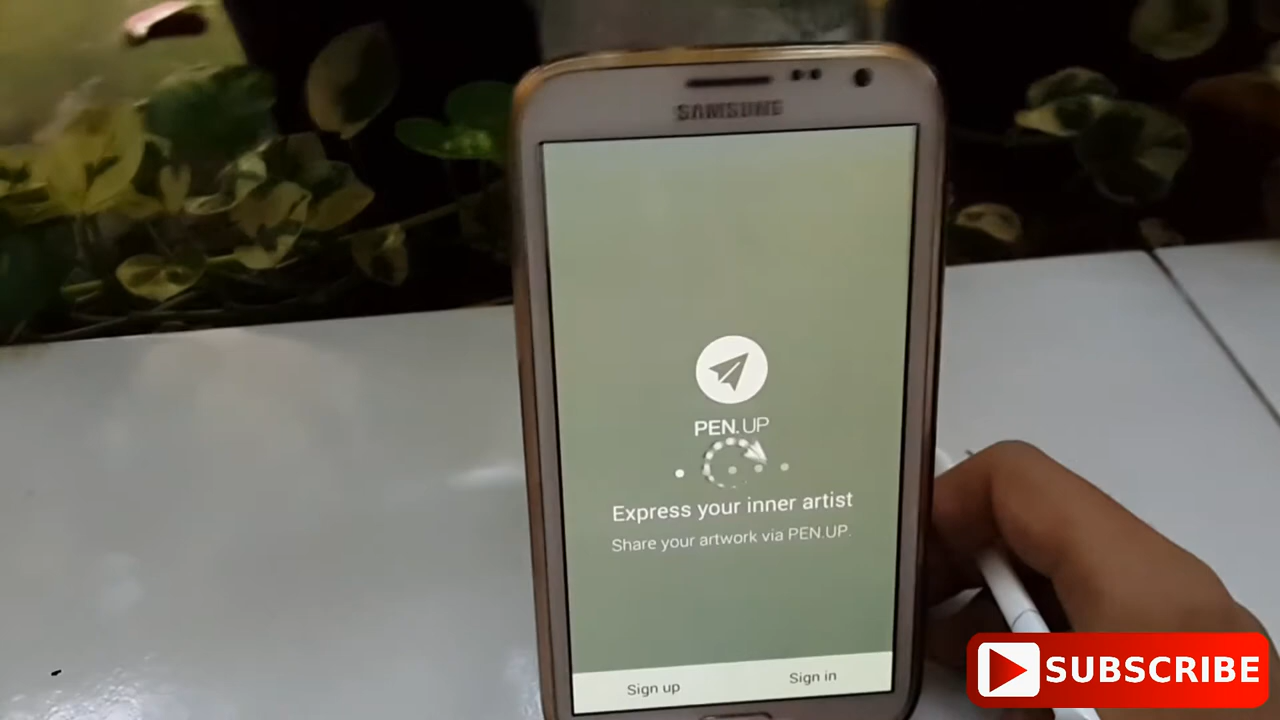 SAMSUNG
PEN.UP
Express your inner artist
Share your artwork via PEN.UP.
Sign up
Sign in
SUBSCRIBE